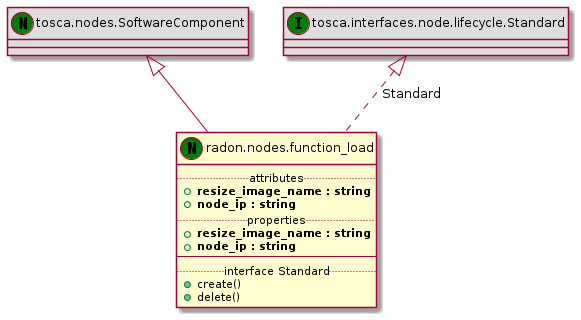 N tosca.nodes.SoftwareComponent
I tosca.interfaces.node.lifecycle.Standard
Standard
N radon.nodes.function_load
attributes
resize_image_name : string
node_ip : string
properties
resize_image_name : string
node_ip : string
interface Standard
create()
delete()